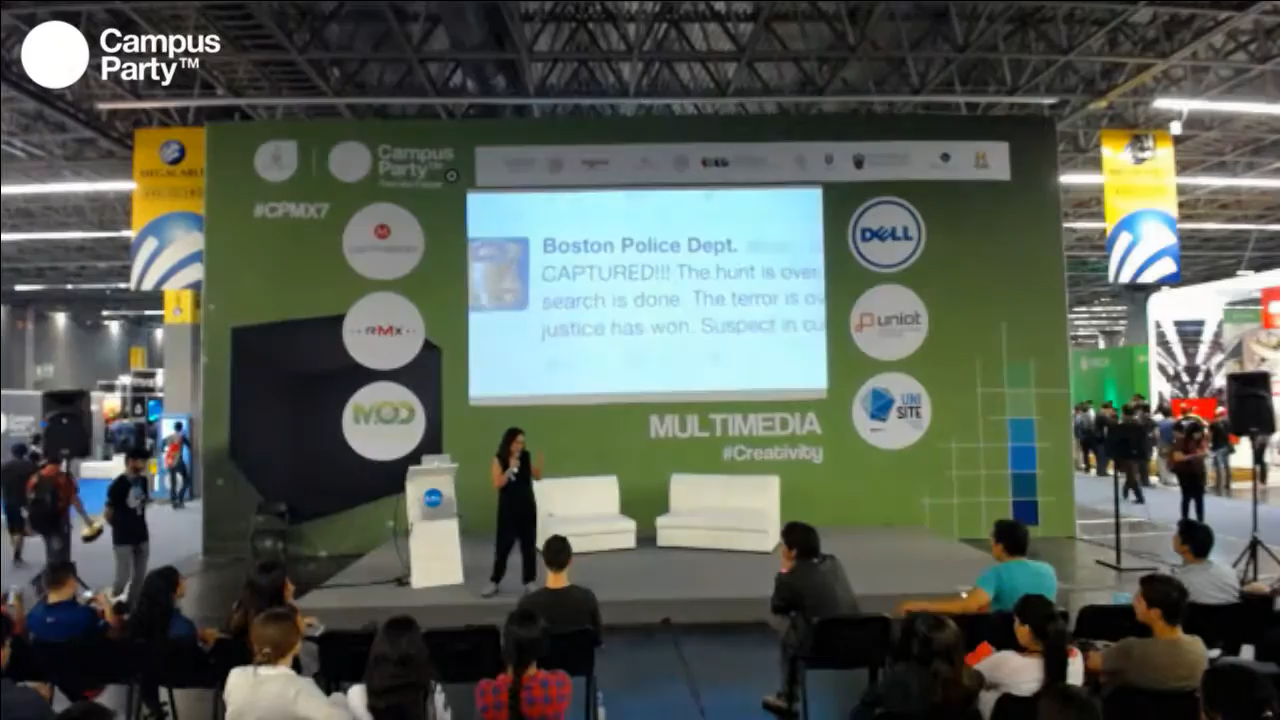 Campus
Party™
MEGACABLE
Campus
Party
#CPMX7
DELL
Boston Police Dept.
CAPTURED!!! The hunt is over
search is done. The terror is ov
justice has won. Suspect in cu
RMX
uniot
MOD
UNI
SITE
MULTIMEDIA
#Creativity